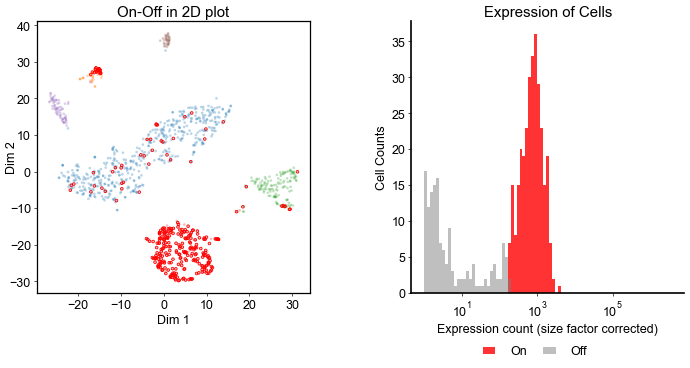 On-Off in 2D plot
40
30
20
10
0
−10
−20
−30
Dim 2
−20 −10 0 10 20 30
Dim 1
Expression of Cells
35
30
25
20
15
10
5
0
Cell Counts
10^1 10^3 10^5
Expression count (size factor corrected)
On Off